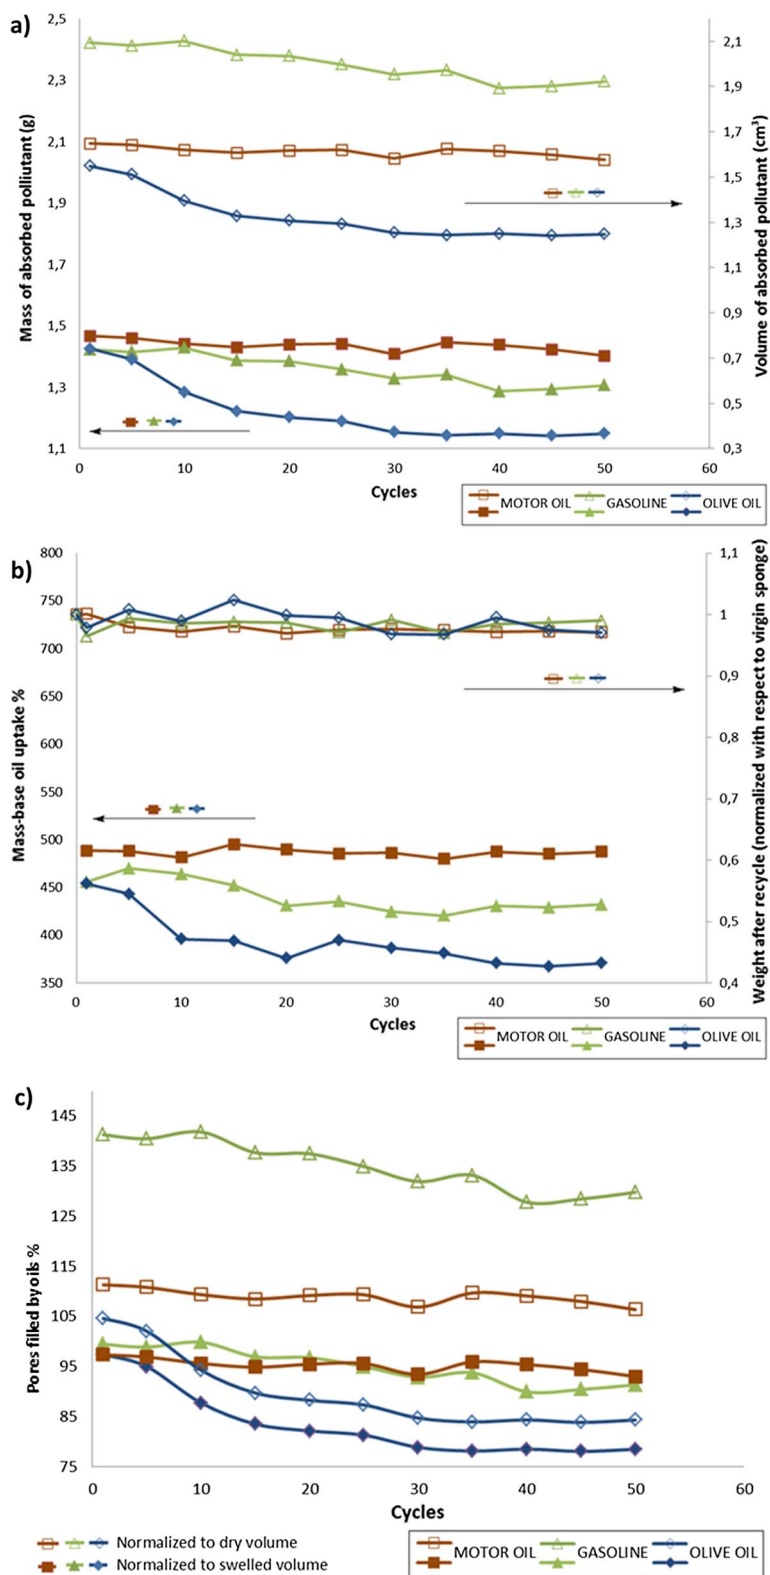 a)
2,5
2,3
2,1
1,9
1,7
1,5
1,3
1,1
Mass of absorbed polliutant (g)
2,1
1,9
1,7
1,5
1,3
1,1
0,9
0,7
0,5
0,3
Volume of absorbed pollutant (cm³)
0 10 20 30 40 50 60
Cycles
MOTOR OIL GASOLINE OLIVE OIL
b)
800
750
700
650
600
550
500
450
400
350
Mass-base oil uptake %
1,1
1
0,9
0,8
0,7
0,6
0,5
0,4
Weight after recycle (normalized with respect to virgin sponge)
0 10 20 30 40 50 60
Cycles
MOTOR OIL GASOLINE OLIVE OIL
c)
145
135
125
115
105
95
85
75
Pores filled by oils %
0 10 20 30 40 50 60
Cycles
Normalized to dry volume
Normalized to swelled volume
MOTOR OIL GASOLINE OLIVE OIL